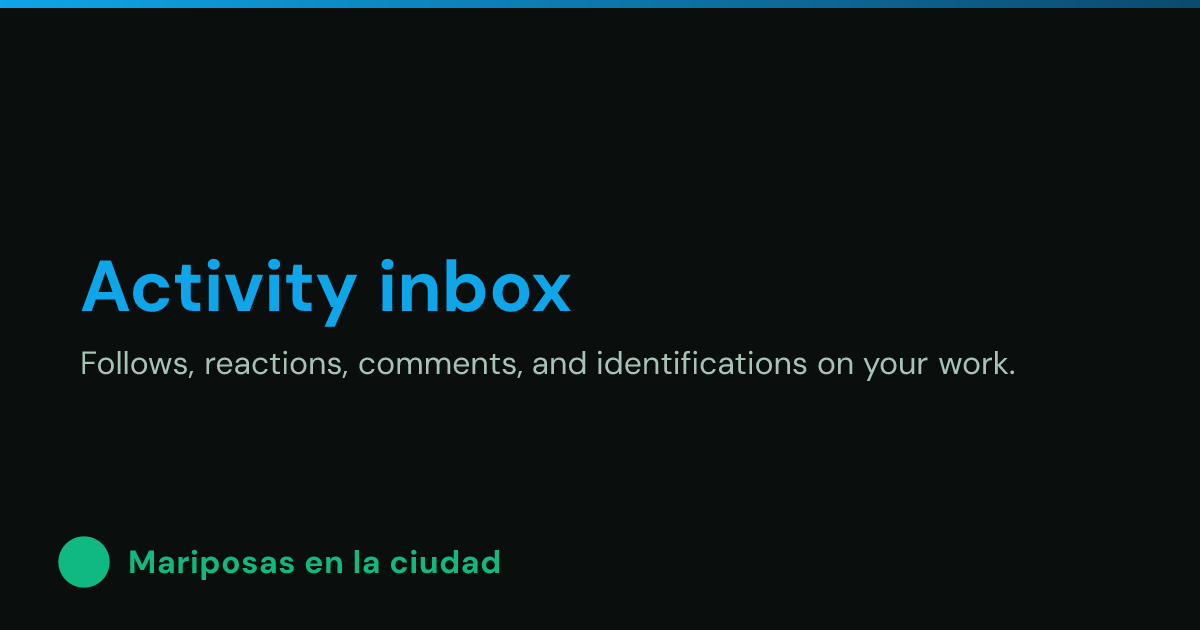 Activity inbox
Follows, reactions, comments, and identifications on your work.
Mariposas en la ciudad